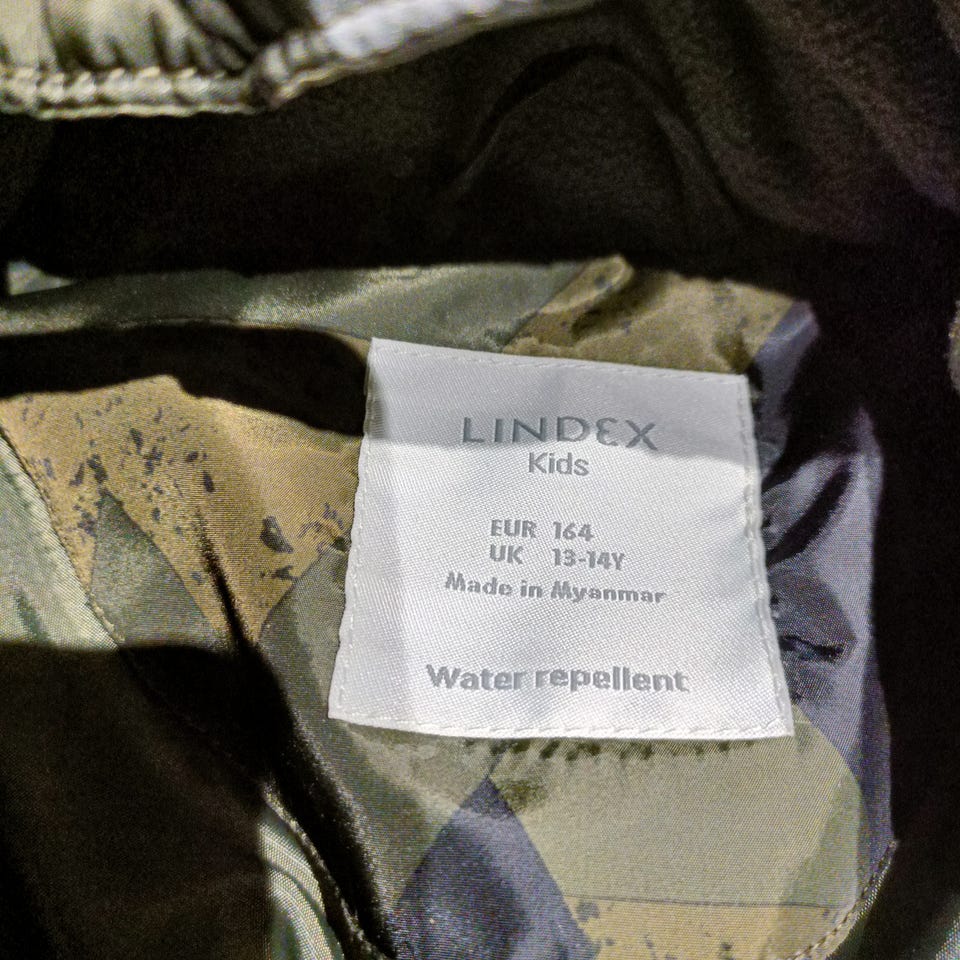 LINDEX
Kids
EUR 164
UK 13-14Y
Made in Myanmar
Water repellent